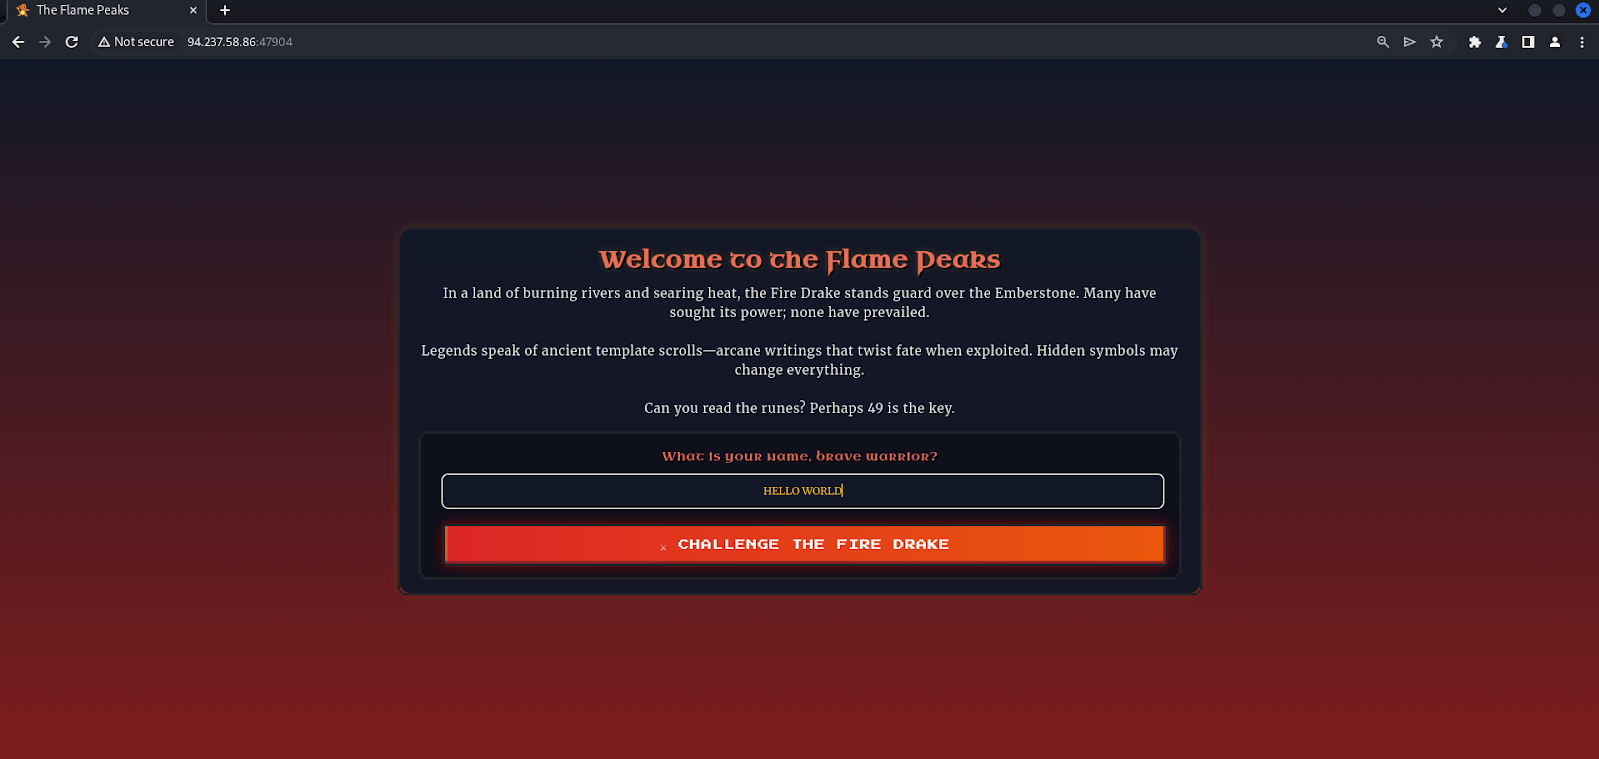 The Flame Peaks
Not secure 94.237.58.86:47904
Welcome to the Flame Peaks
In a land of burning rivers and searing heat, the Fire Drake stands guard over the Emberstone. Many have
sought its power; none have prevailed.
Legends speak of ancient template scrolls—arcane writings that twist fate when exploited. Hidden symbols may
change everything.
Can you read the runes? Perhaps 49 is the key.
What is your name, brave warrior?
HELLO WORLD
⚔ CHALLENGE THE FIRE DRAKE